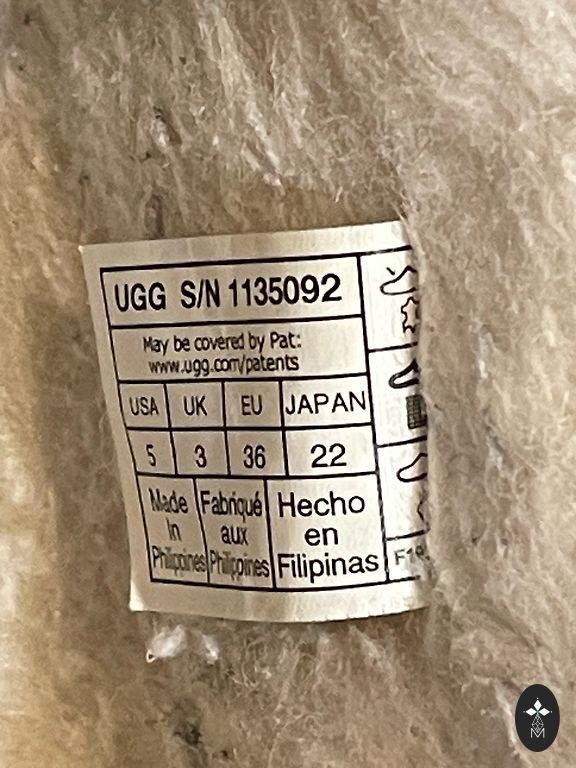 UGG S/N 1135092
May be covered by Pat:
www.ugg.com/patents
USA UK EU JAPAN
5 3 36 22
Made in Philippines
Fabriqué aux Philippines
Hecho en Filipinas